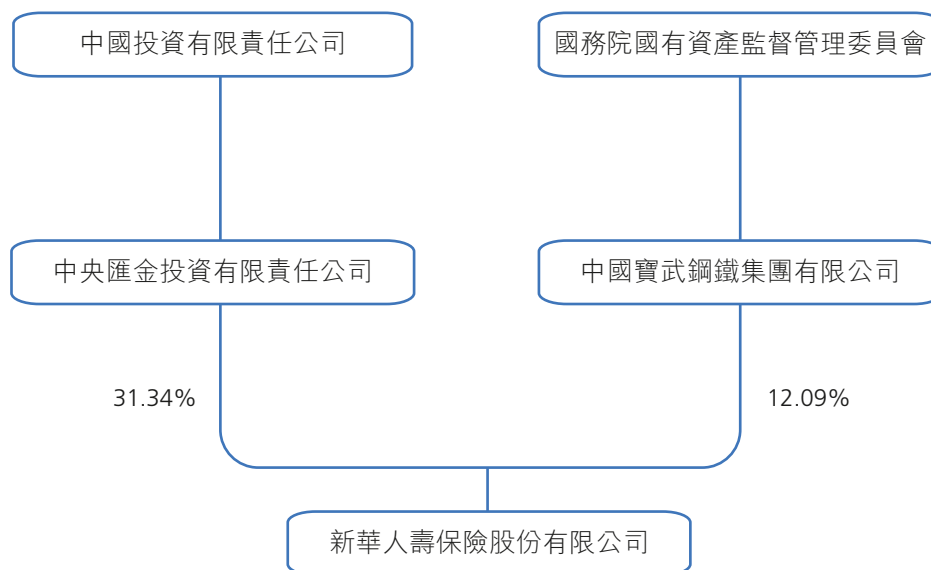 中國投資有限責任公司
國務院國有資產監督管理委員會
中央匯金投資有限責任公司
中國寶武鋼鐵集團有限公司
31.34%
12.09%
新華人壽保險股份有限公司